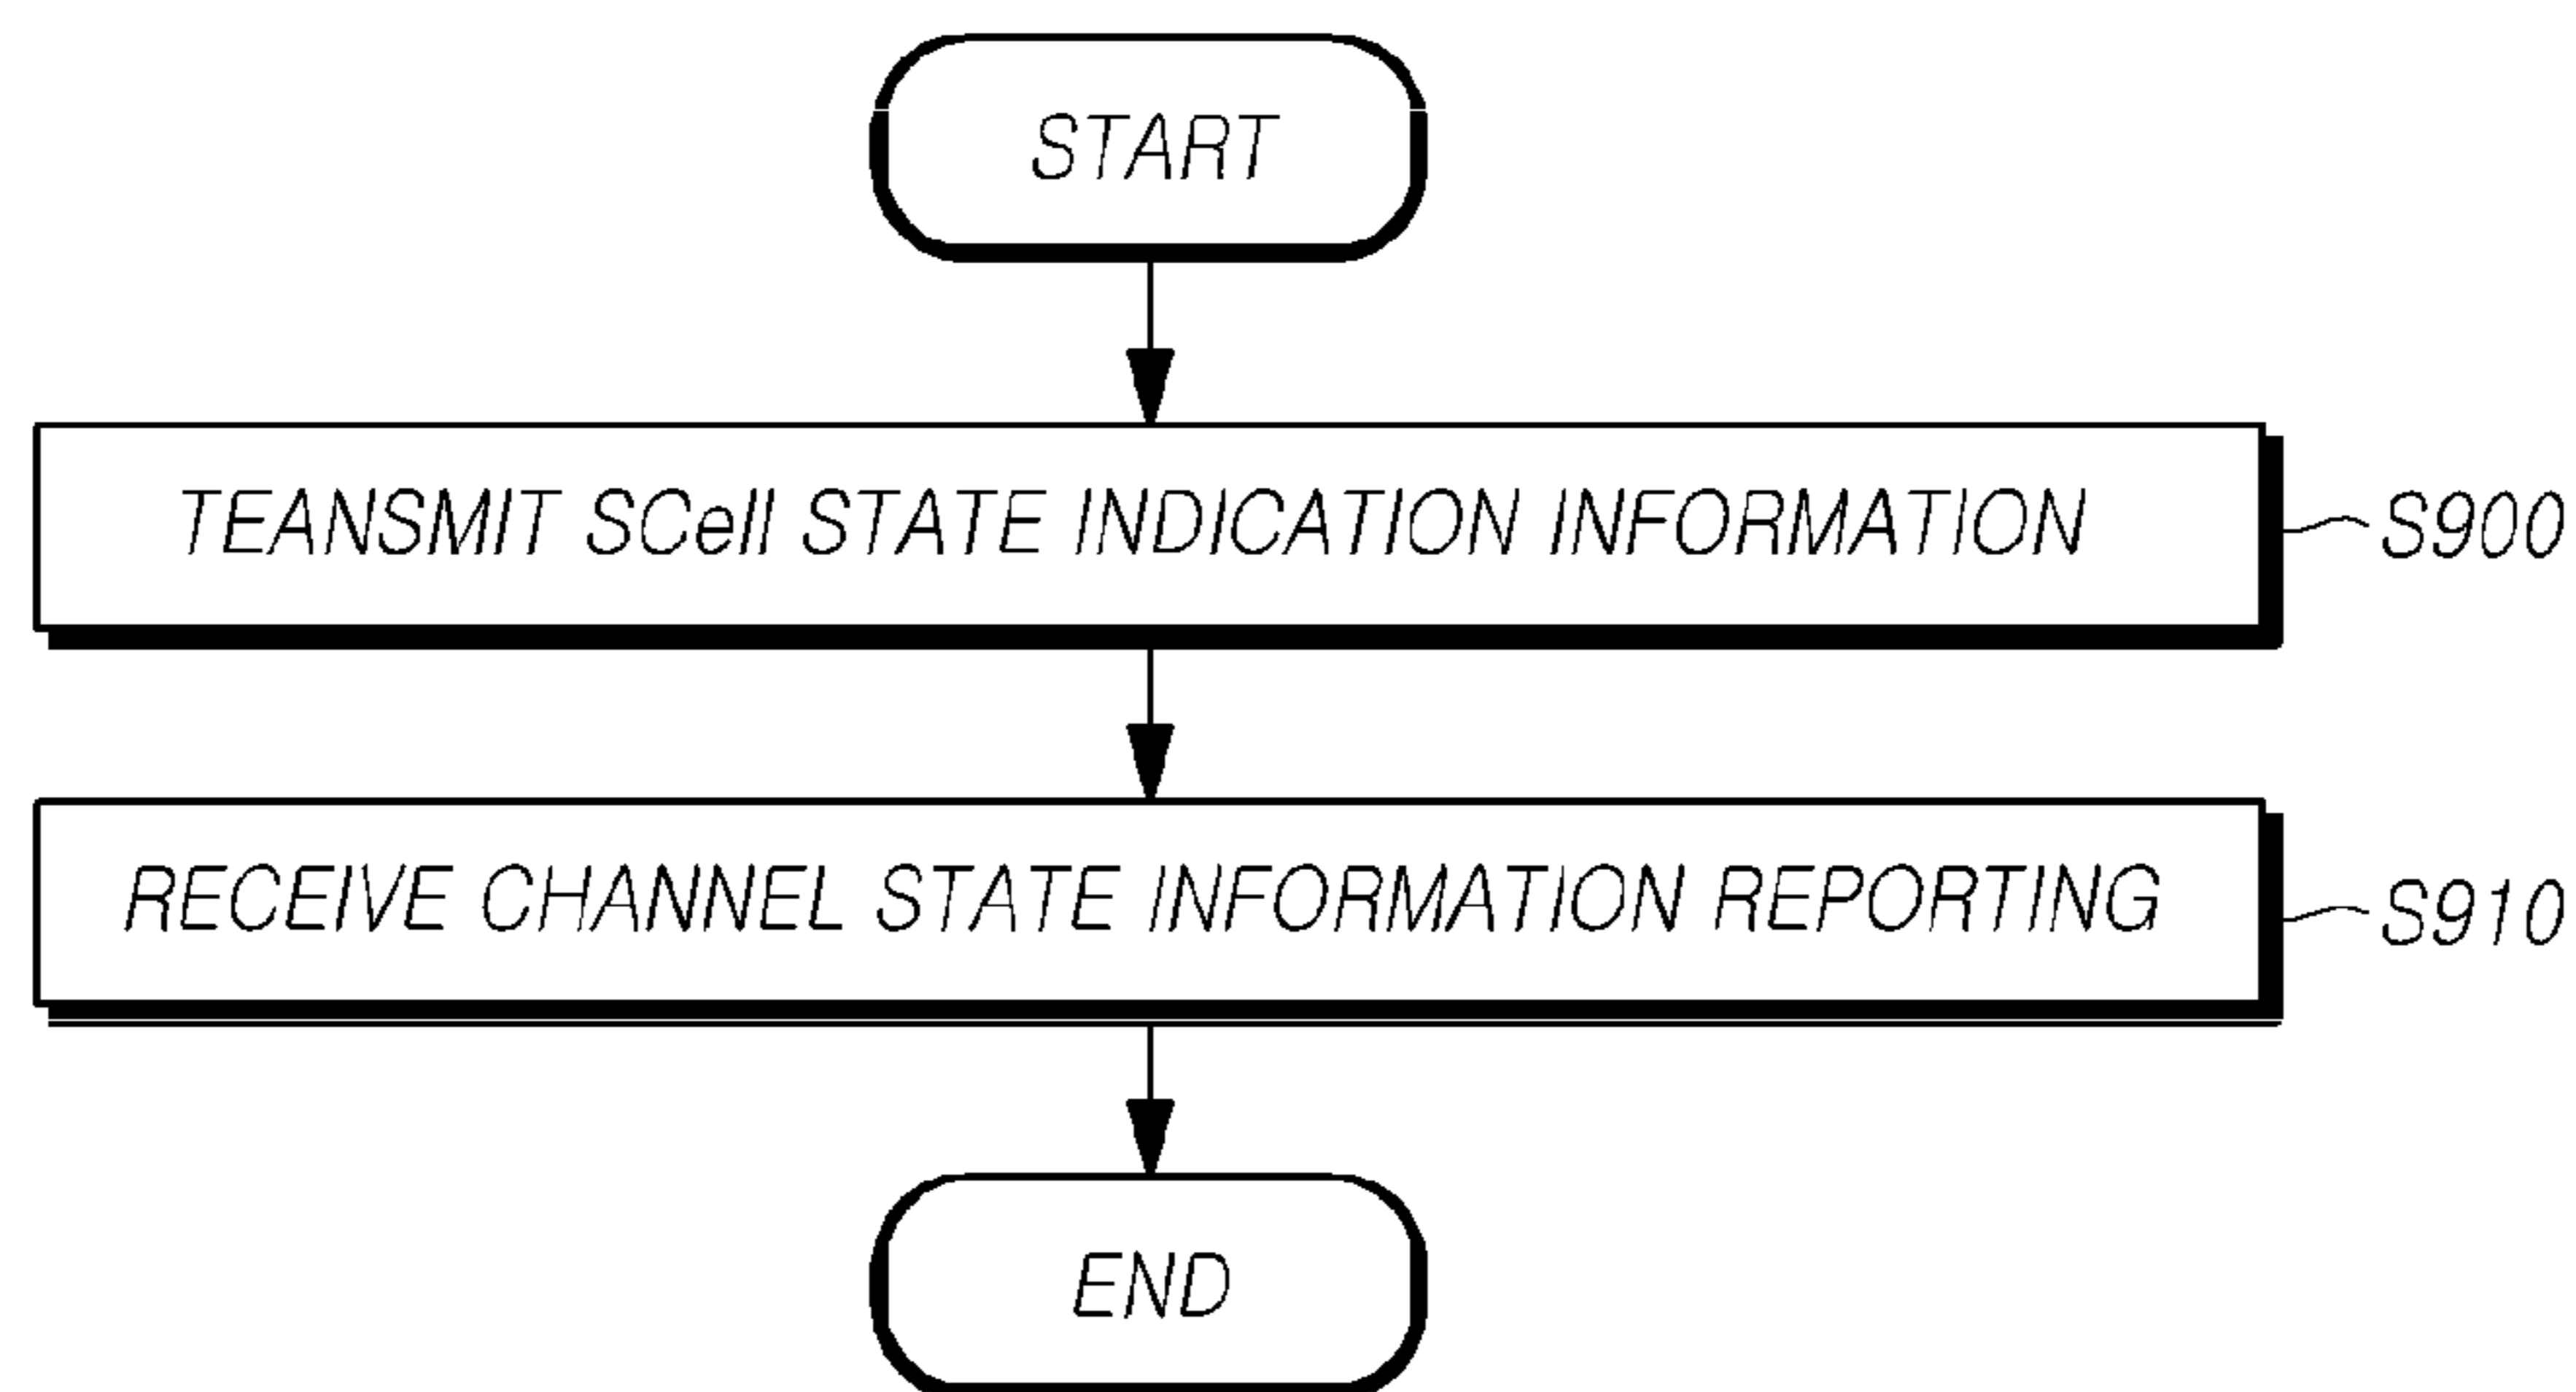 START
TEANSMIT SCell STATE INDICATION INFORMATION
S900
RECEIVE CHANNEL STATE INFORMATION REPORTING
S910
END